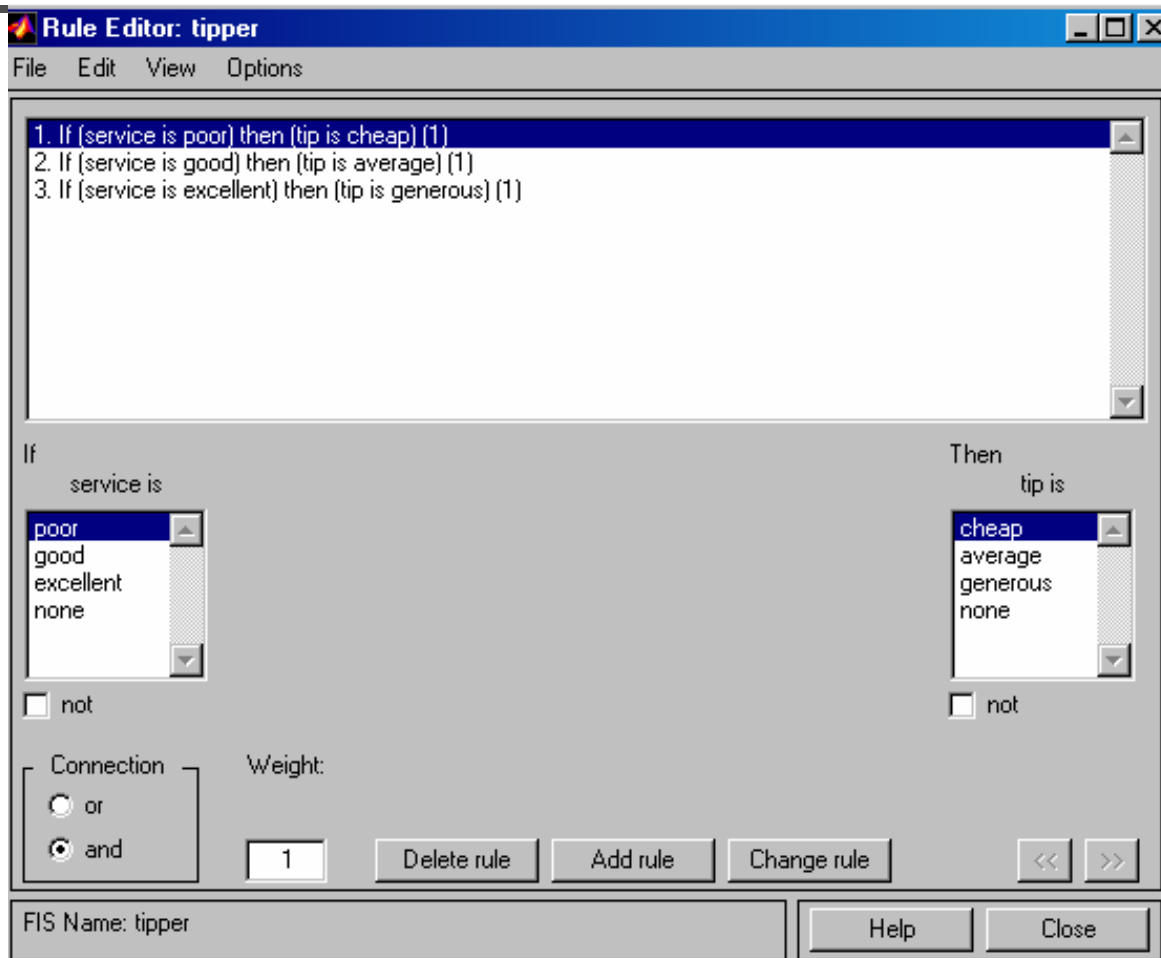 Rule Editor: tipper
File Edit View Options
1. If (service is poor) then (tip is cheap) (1)
2. If (service is good) then (tip is average) (1)
3. If (service is excellent) then (tip is generous) (1)
If
service is
poor
good
excellent
none
not
Then
tip is
cheap
average
generous
none
not
Connection
or
and
Weight:
1
Delete rule
Add rule
Change rule
<< >>
FIS Name: tipper
Help
Close